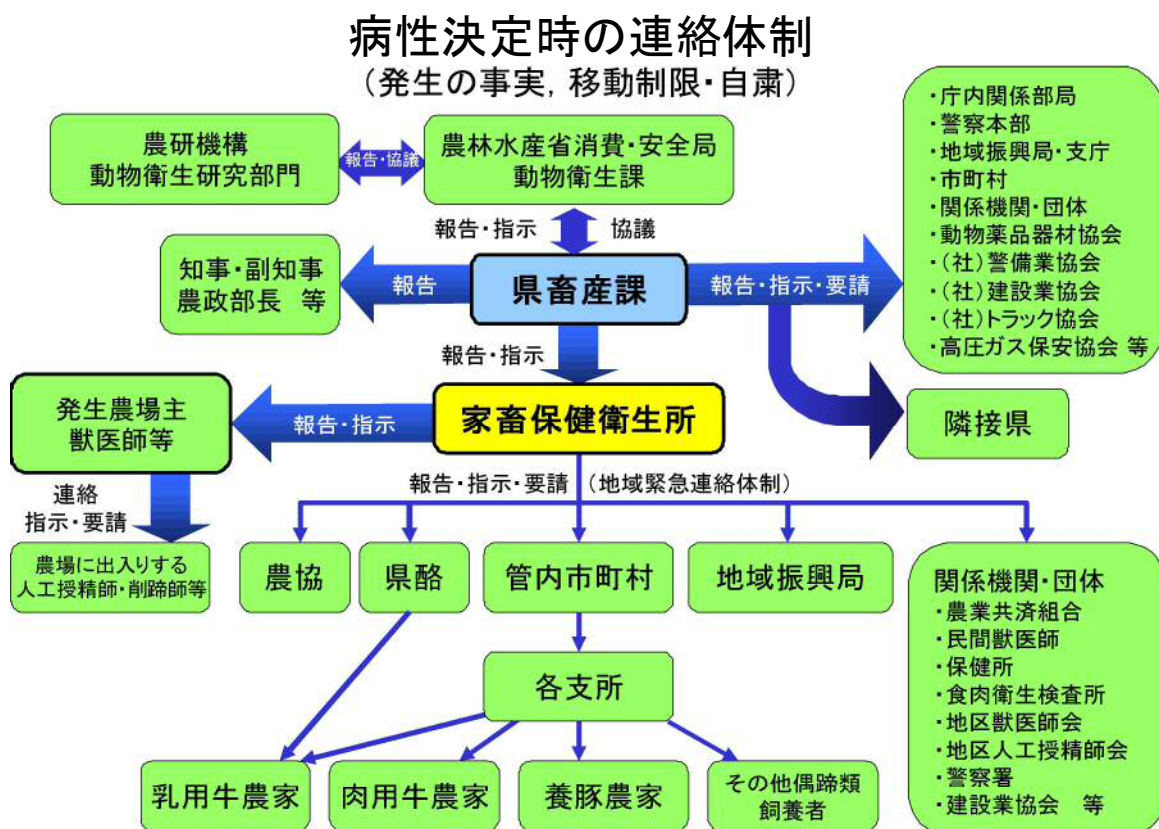 病性決定時の連絡体制
（発生の事実，移動制限・自粛）
農研機構
動物衛生研究部門
報告・協議
農林水産省消費・安全局
動物衛生課
・庁内関係部局
・警察本部
・地域振興局・支庁
・市町村
・関係機関・団体
・動物薬品器材協会
・（社）警備業協会
・（社）建設業協会
・（社）トラック協会
・高圧ガス保安協会 等
報告・指示
協議
知事・副知事
農政部長　等
報告
県畜産課
報告・指示・要請
報告・指示
隣接県
発生農場主
獣医師等
報告・指示
家畜保健衛生所
連絡
指示・要請
報告・指示・要請　（地域緊急連絡体制）
農場に出入りする
人工授精師・削蹄師等
農協
県酪
管内市町村
地域振興局
関係機関・団体
・農業共済組合
・民間獣医師
・保健所
・食肉衛生検査所
・地区獣医師会
・地区人工授精師会
・警察署
・建設業協会　等
各支所
乳用牛農家
肉用牛農家
養豚農家
その他偶蹄類
飼養者